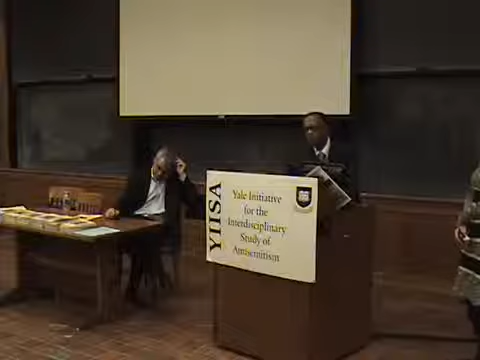 YIISA
Yale Initiative
for the
Interdisciplinary
Study of
Antisemitism